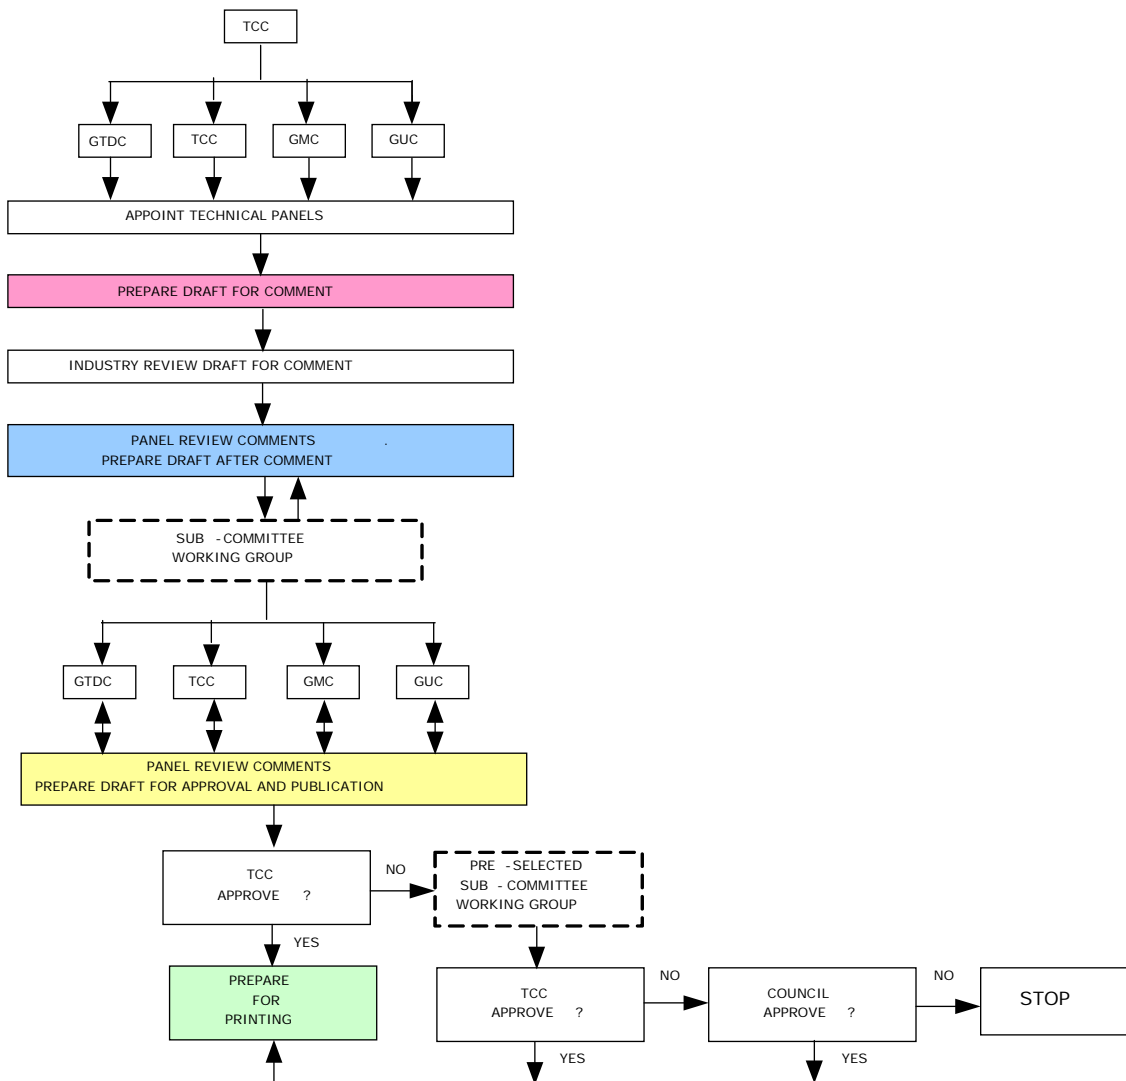 TCC
GTDC
TCC
GMC
GUC
APPOINT TECHNICAL PANELS
PREPARE DRAFT FOR COMMENT
INDUSTRY REVIEW DRAFT FOR COMMENT
PANEL REVIEW COMMENTS .
PREPARE DRAFT AFTER COMMENT
SUB - COMMITTEE
WORKING GROUP
GTDC
TCC
GMC
GUC
PANEL REVIEW COMMENTS
PREPARE DRAFT FOR APPROVAL AND PUBLICATION
TCC
APPROVE ?
NO
PRE - SELECTED
SUB - COMMITTEE
WORKING GROUP
YES
PREPARE
FOR
PRINTING
TCC
APPROVE ?
NO
COUNCIL
APPROVE ?
NO
STOP
YES
YES